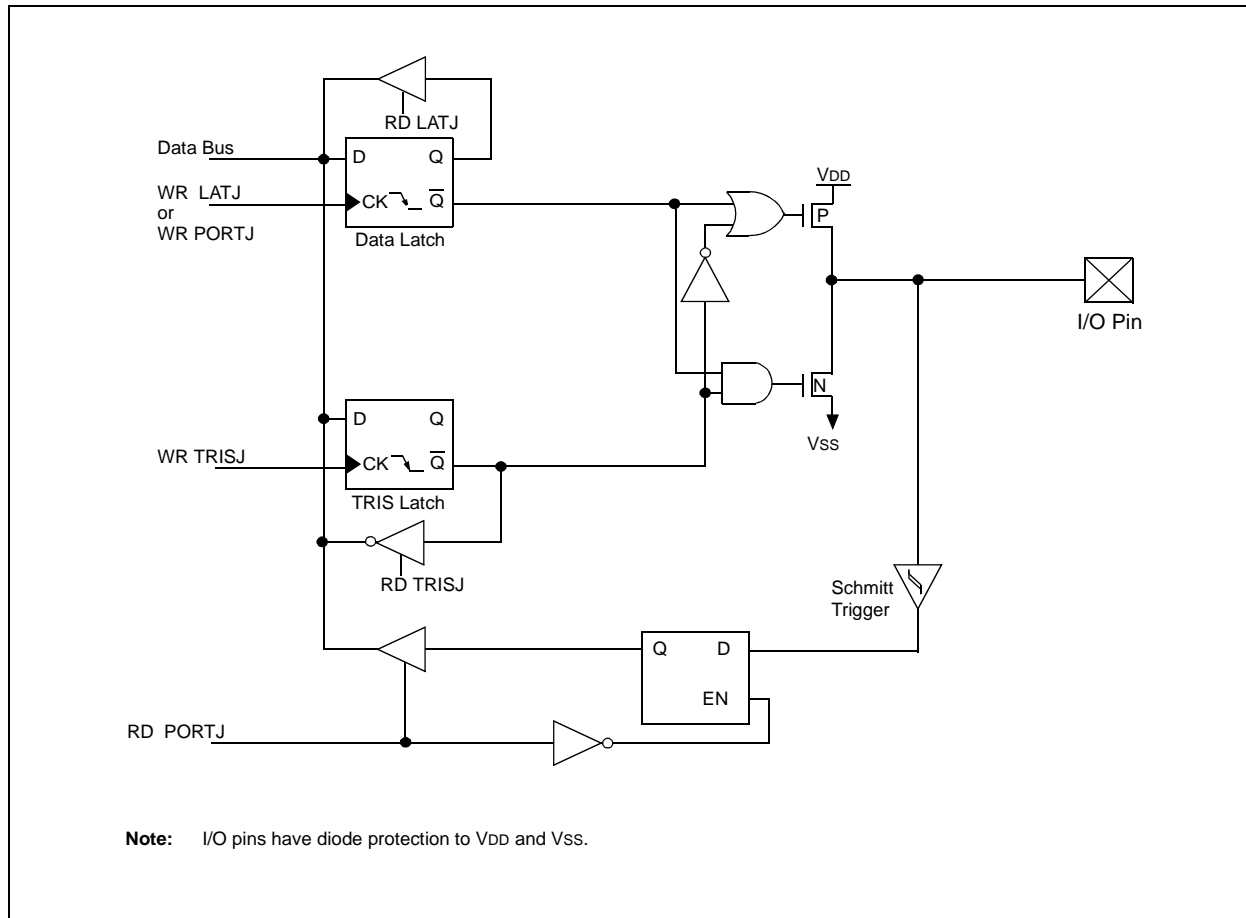 RD LATJ
Data Bus
D
Q
WR LATJ
or
WR PORTJ
CK
Q̅
Data Latch
VDD
P
I/O Pin
N
VSS
D
Q
WR TRISJ
CK
Q̅
TRIS Latch
RD TRISJ
Schmitt
Trigger
Q
D
EN
RD PORTJ
Note: I/O pins have diode protection to VDD and VSS.